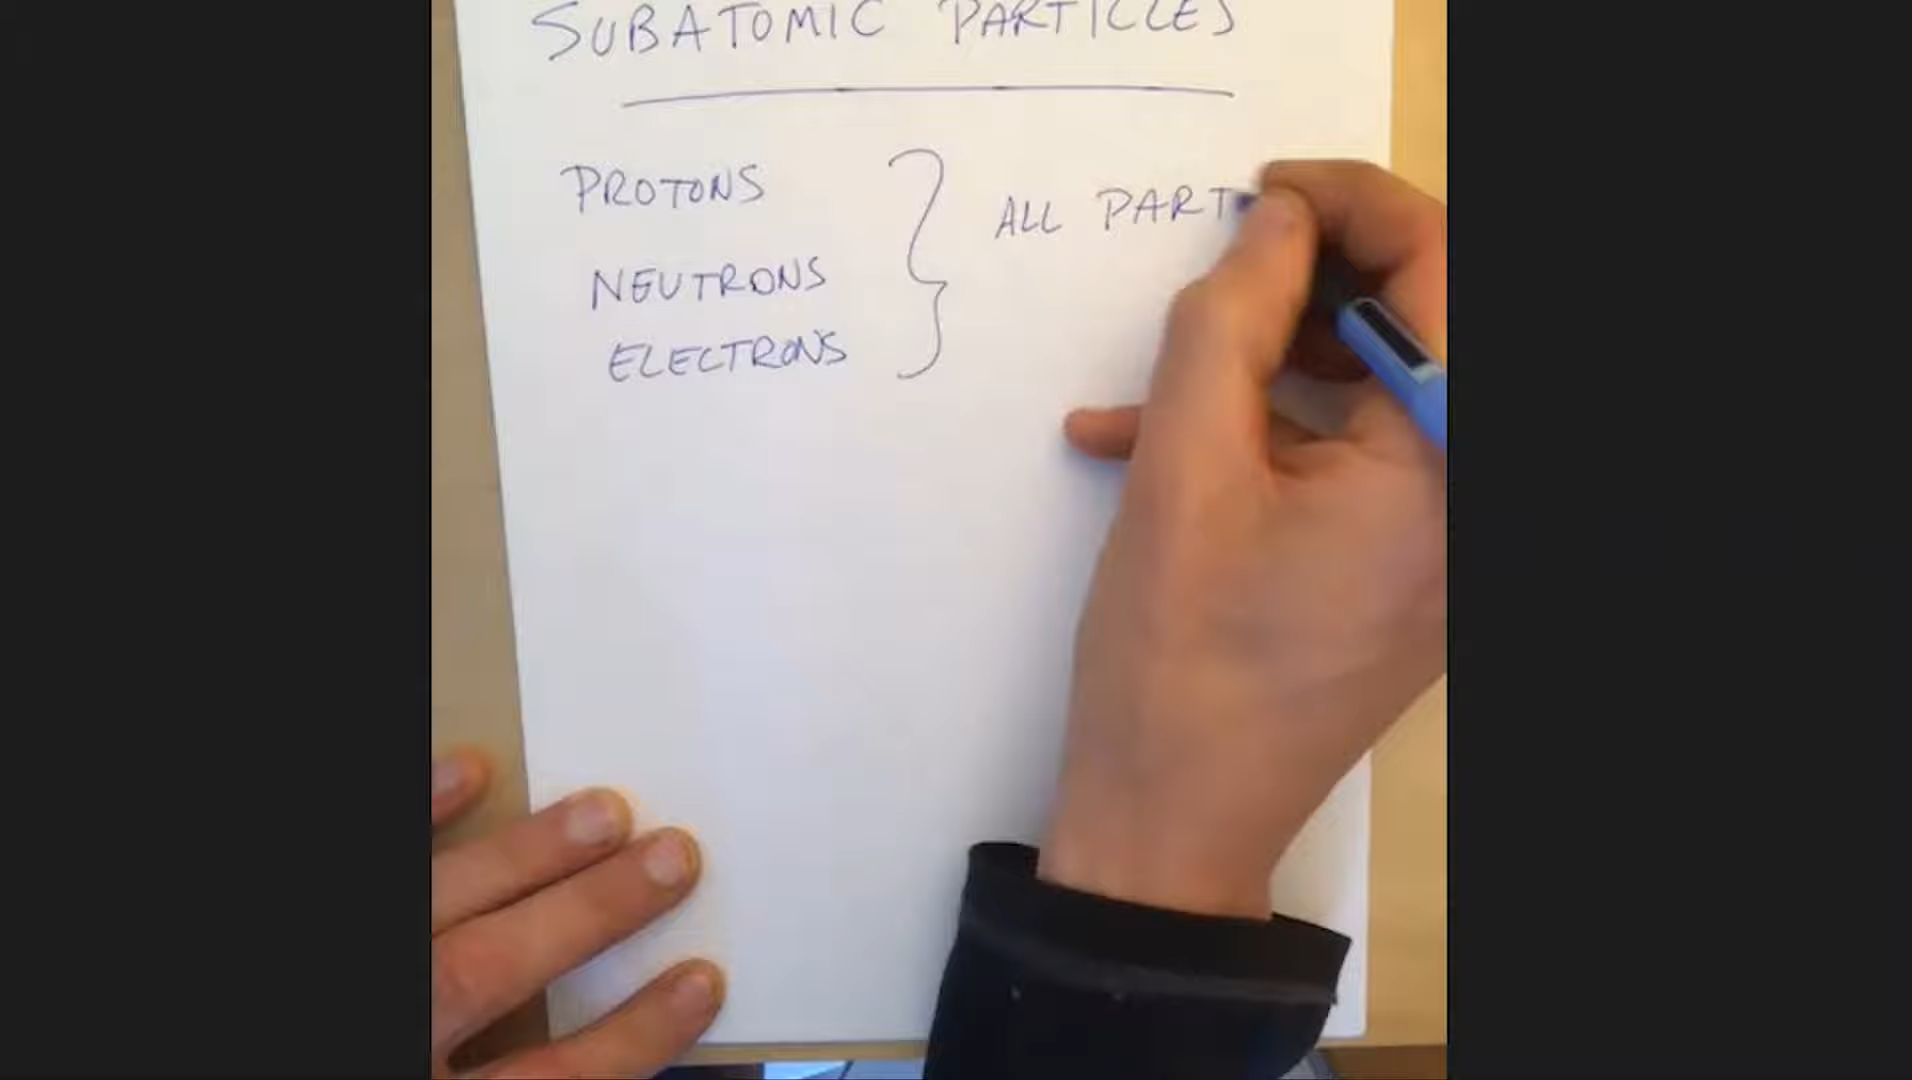 SUBATOMIC PARTICLES
PROTONS
ALL PART
NEUTRONS
ELECTRONS